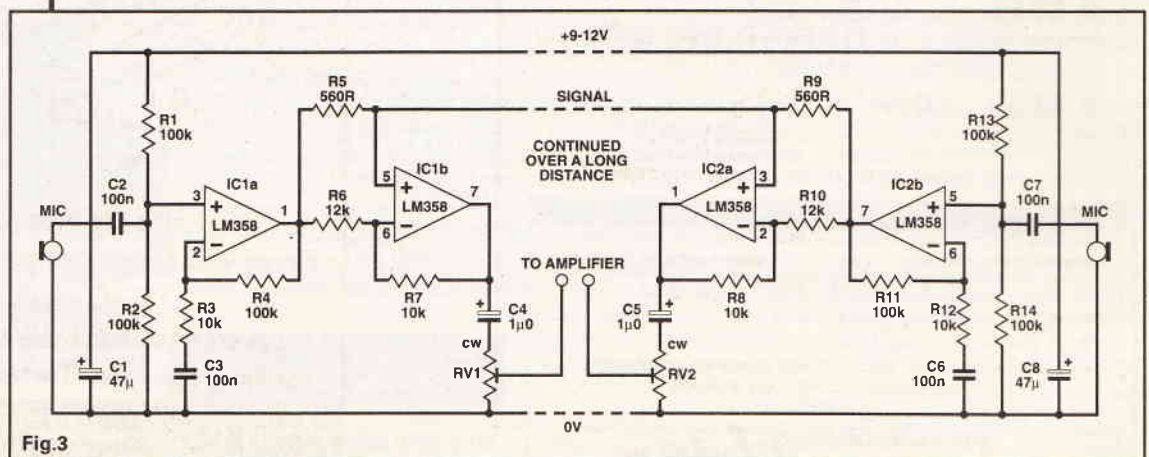 +9-12V
R1
100k
R5
560R
SIGNAL
R9
560R
R13
100k
CONTINUED
OVER A LONG
DISTANCE
C2
100n
MIC
IC1a
3
+
LM358
1
2
−
R6
12k
IC1b
5
+
7
LM358
6
−
IC2a
1
3
+
LM358
2
−
R10
12k
IC2b
7
5
+
LM358
6
−
C7
100n
MIC
TO AMPLIFIER
R2
100k
R3
10k
R4
100k
R7
10k
+
C4
1µ0
+
C5
1µ0
R8
10k
R11
100k
R12
10k
R14
100k
+
C1
47µ
C3
100n
cw
RV1
cw
RV2
C6
100n
+
C8
47µ
0V
Fig.3